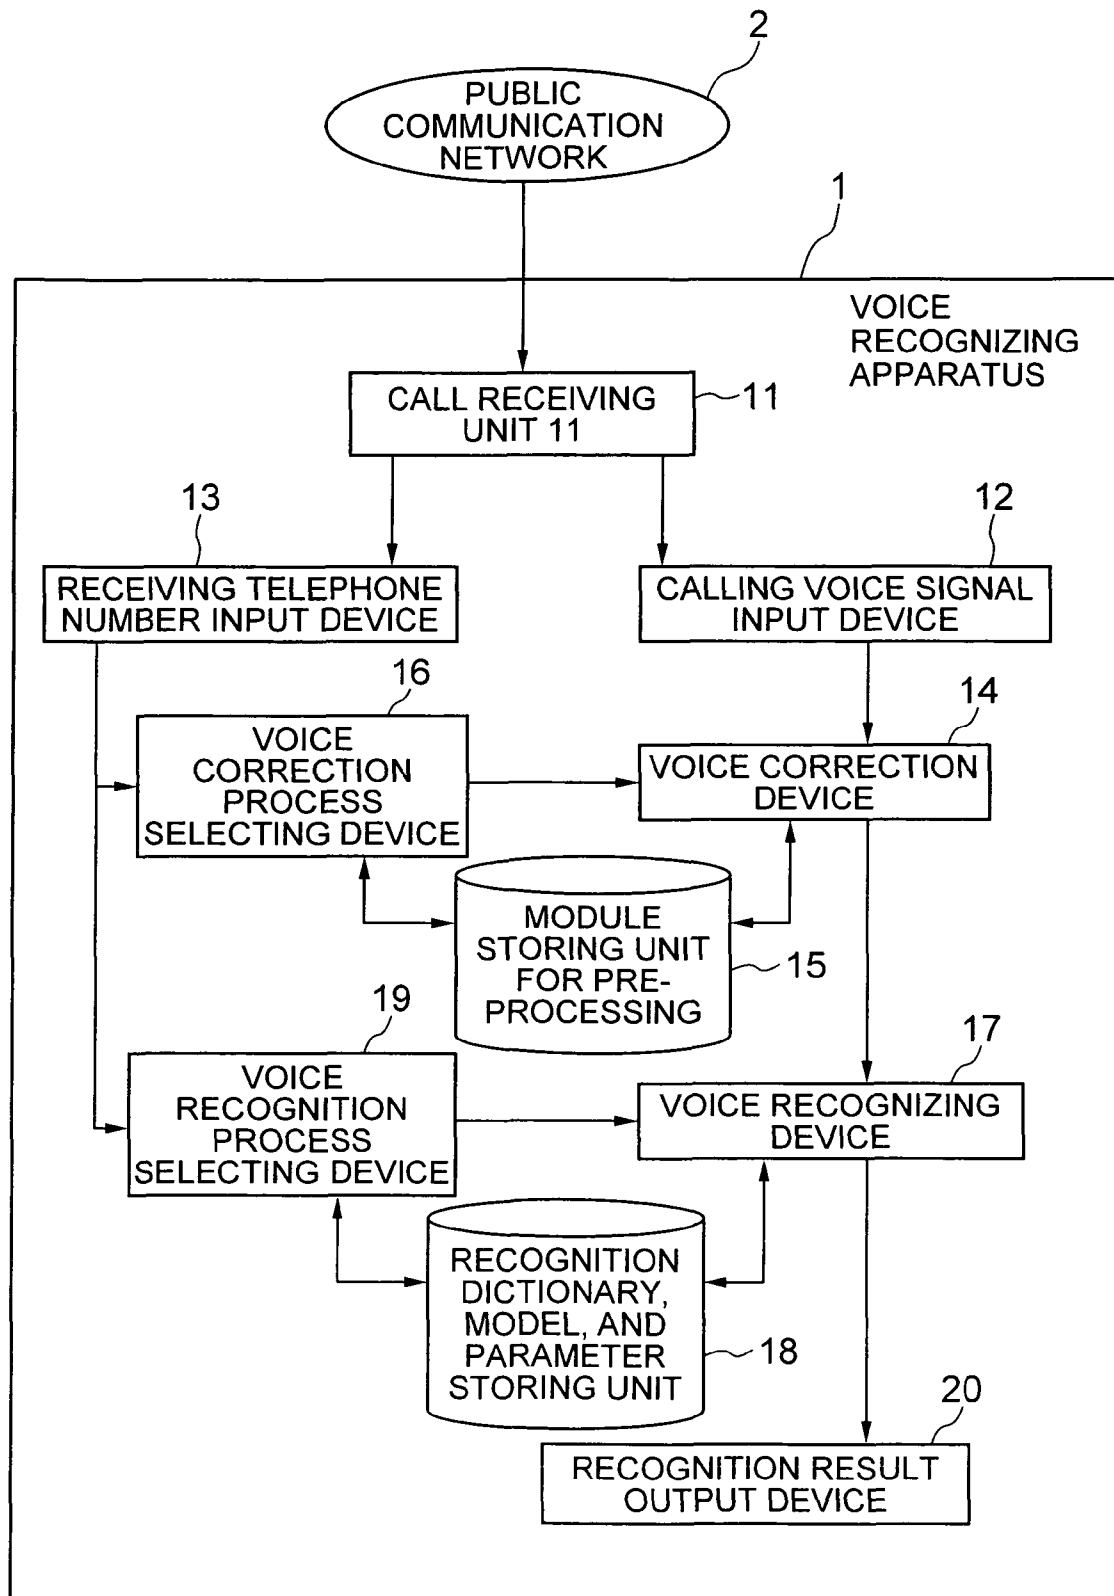 2
PUBLIC
COMMUNICATION
NETWORK
1
VOICE
RECOGNIZING
APPARATUS
CALL RECEIVING
UNIT 11
11
13
RECEIVING TELEPHONE
NUMBER INPUT DEVICE
12
CALLING VOICE SIGNAL
INPUT DEVICE
16
VOICE
CORRECTION
PROCESS
SELECTING DEVICE
14
VOICE CORRECTION
DEVICE
MODULE
STORING UNIT
FOR PRE-
PROCESSING
15
19
VOICE
RECOGNITION
PROCESS
SELECTING DEVICE
17
VOICE RECOGNIZING
DEVICE
RECOGNITION
DICTIONARY,
MODEL, AND
PARAMETER
STORING UNIT
18
20
RECOGNITION RESULT
OUTPUT DEVICE